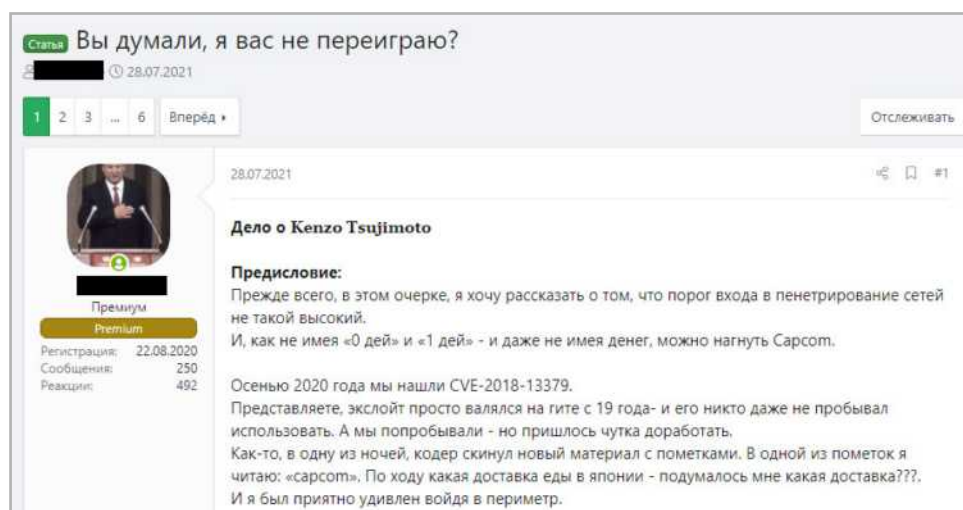 Статья Вы думали, я вас не переиграю?
28.07.2021
1 2 3 ... 6 Вперёд
Отслеживать
28.07.2021
#1
Дело о Kenzo Tsujimoto
Предисловие:
Прежде всего, в этом очерке, я хочу рассказать о том, что порог входа в пенетрирование сетей
не такой высокий.
И, как не имея «0 дей» и «1 дей» - и даже не имея денег, можно нагнуть Capcom.
Осенью 2020 года мы нашли CVE-2018-13379.
Представляете, экслойт просто валялся на гите с 19 года- и его никто даже не пробывал
использовать. А мы попробывали - но пришлось чутка доработать.
Как-то, в одну из ночей, кодер скинул новый материал с пометками. В одной из пометок я
читаю: «capcom». По ходу какая доставка еды в японии - подумалось мне какая доставка???.
И я был приятно удивлен войдя в периметр.
Премиум
Premium
Регистрация: 22.08.2020
Сообщения: 250
Реакции: 492